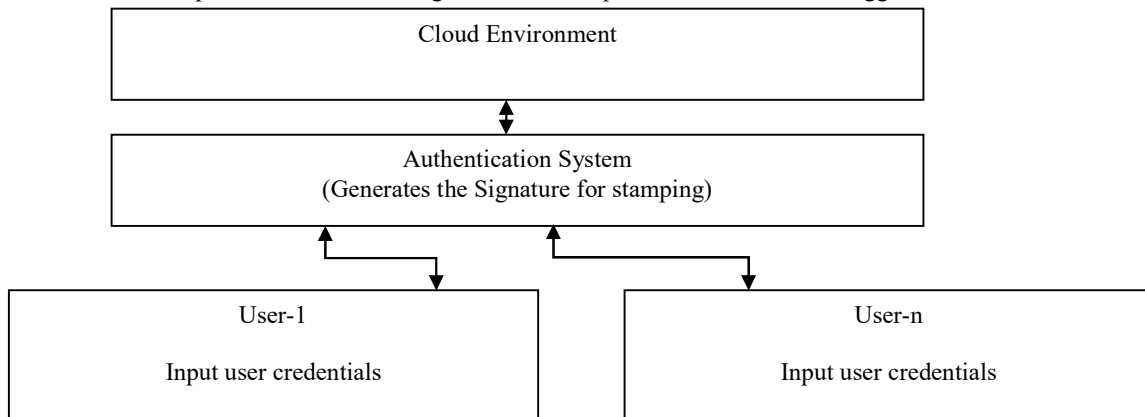 Cloud Environment
Authentication System
(Generates the Signature for stamping)
User-1
User-n
Input user credentials
Input user credentials